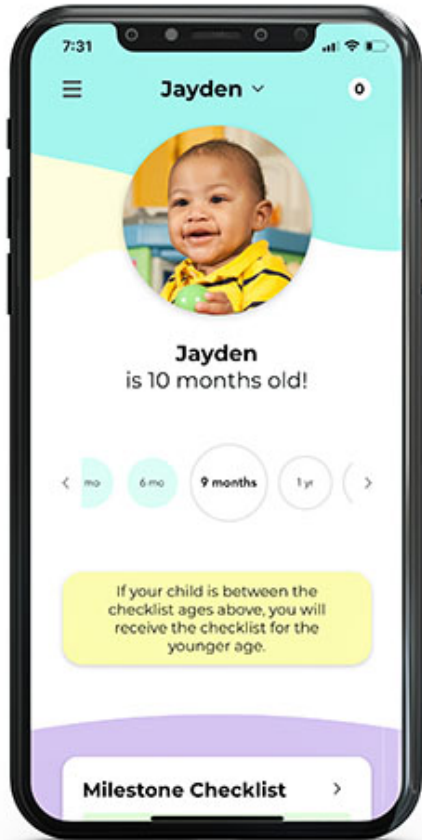 7:31
Jayden
0
Jayden
is 10 months old!
mo
6 mo
9 months
1 yr
If your child is between the
checklist ages above, you will
receive the checklist for the
younger age.
Milestone Checklist